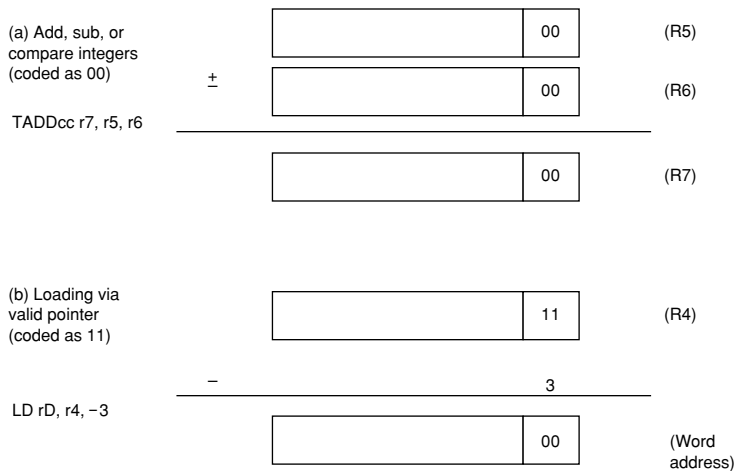 (a) Add, sub, or
compare integers
(coded as 00)
TADDcc r7, r5, r6
00
(R5)
±
00
(R6)
00
(R7)
(b) Loading via
valid pointer
(coded as 11)
LD rD, r4, −3
11
(R4)
−
3
00
(Word
address)